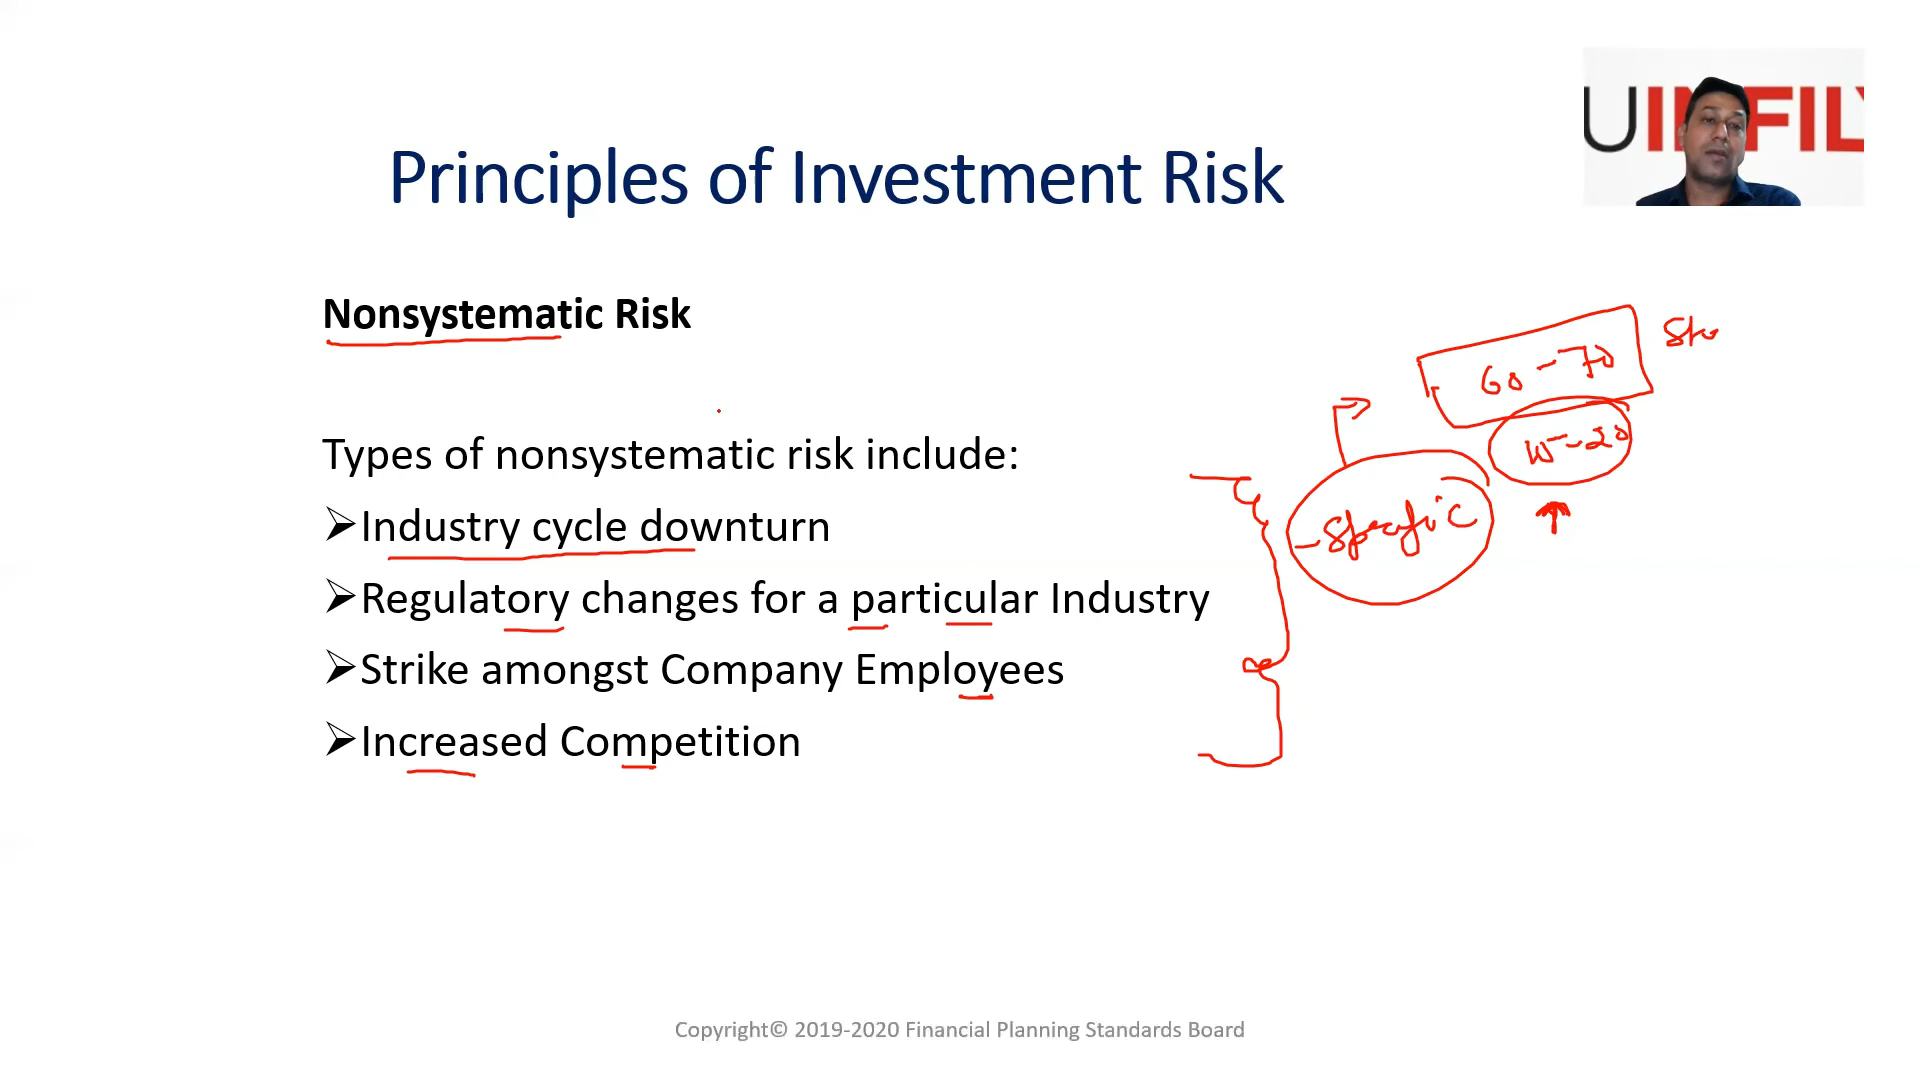 UINFIL
Principles of Investment Risk
Nonsystematic Risk
60 - 70
Types of nonsystematic risk include:
Industry cycle downturn
- Specific
Regulatory changes for a particular Industry
Strike amongst Company Employees
Increased Competition
Copyright© 2019-2020 Financial Planning Standards Board